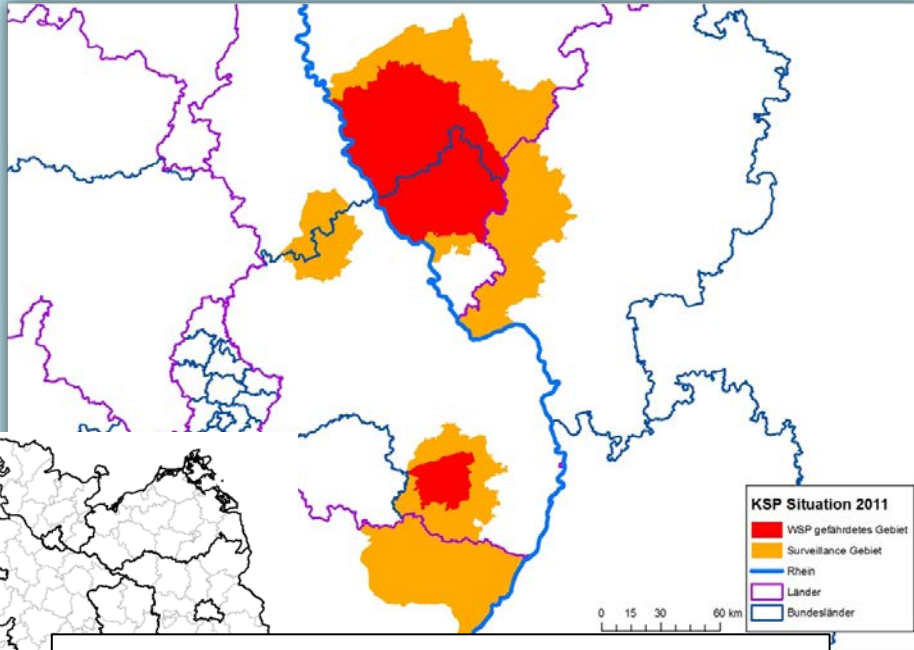 KSP Situation 2011
WSP gefährdetes Gebiet
Surveillance Gebiet
Rhein
Länder
Bundesländer
0 15 30 60 km